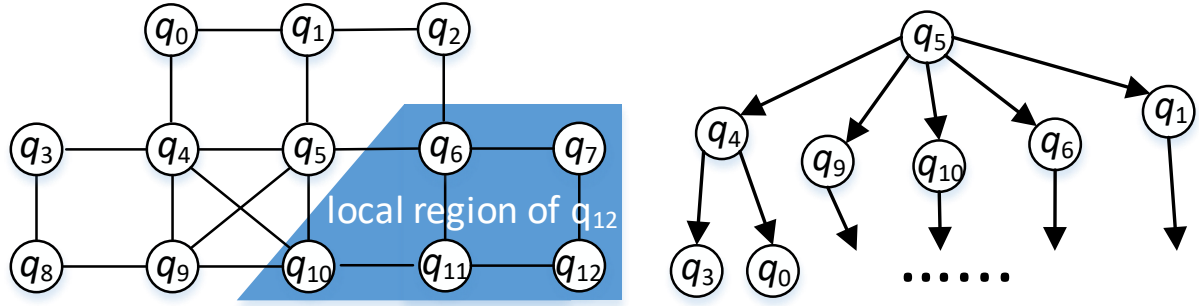 q₀ q₁ q₂
q₃ q₄ q₅ q₆ q₇
local region of q₁₂
q₈ q₉ q₁₀ q₁₁ q₁₂
q₅
q₁
q₄
q₉ q₁₀ q₆
q₃ q₀ ......